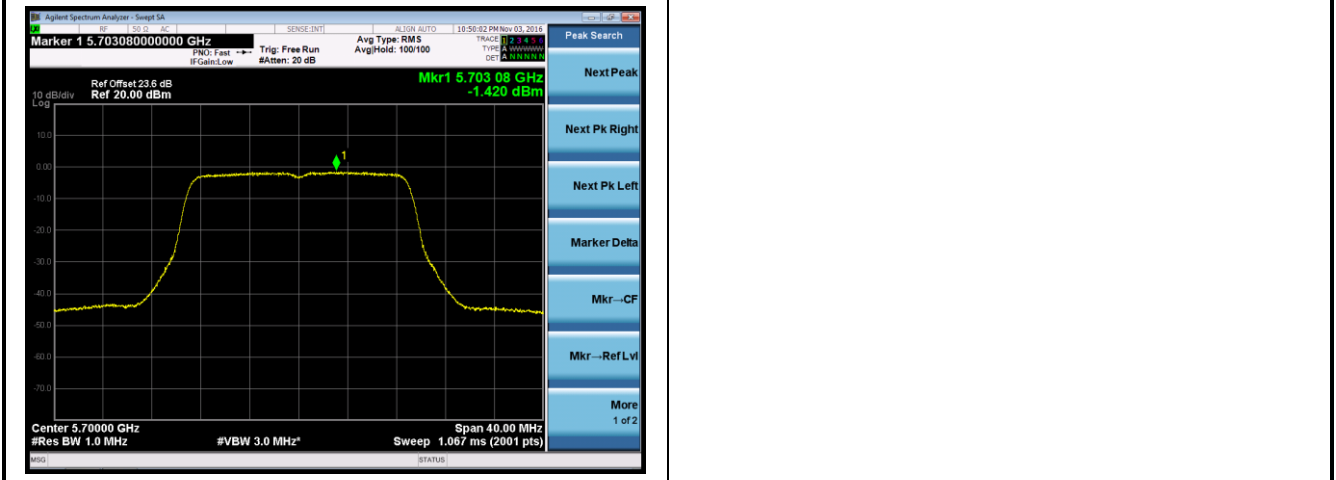 Agilent Spectrum Analyzer - Swept SA
RF 50 Ω AC SENSE:INT ALIGN AUTO 10:50:02 PM Nov 03, 2016
Marker 1 5.703080000000 GHz
PNO: Fast
IFGain:Low
Trig: Free Run
#Atten: 20 dB
Avg Type: RMS
Avg|Hold: 100/100
TRACE 1 2 3 4 5 6
TYPE A WWWWW
DET A N N N N N
Peak Search
Mkr1 5.703 08 GHz
-1.420 dBm
Ref Offset 23.6 dB
10 dB/div Ref 20.00 dBm
Log
10.0
0.00
-10.0
-20.0
-30.0
-40.0
-50.0
-60.0
-70.0
1
Center 5.70000 GHz Span 40.00 MHz
#Res BW 1.0 MHz #VBW 3.0 MHz* Sweep 1.067 ms (2001 pts)
MSG STATUS
Next Peak
Next Pk Right
Next Pk Left
Marker Delta
Mkr→CF
Mkr→Ref Lvl
More
1 of 2